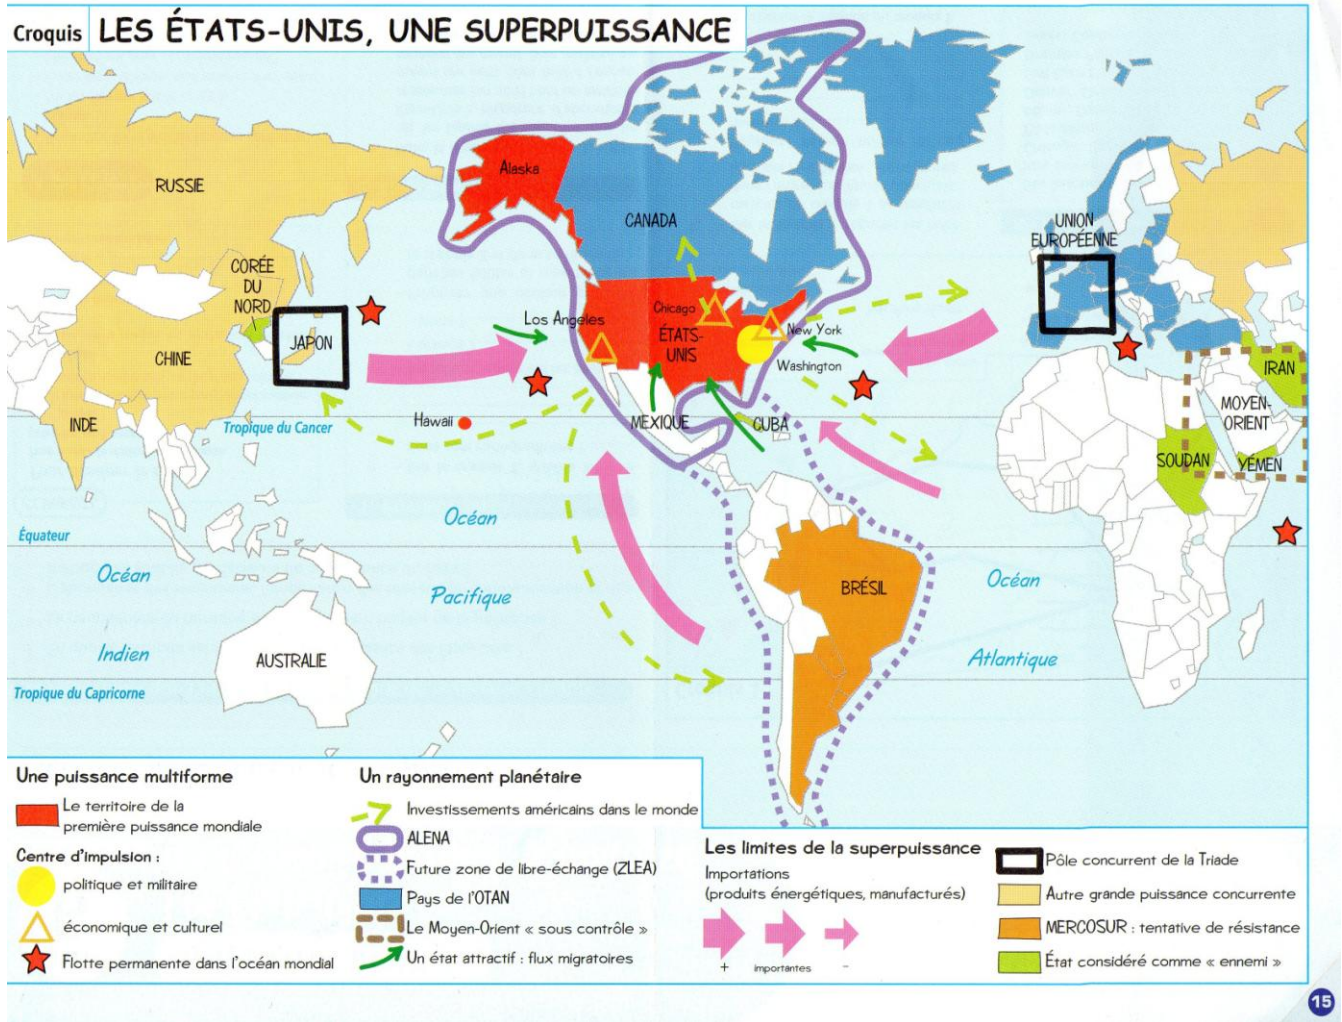 Croquis LES ÉTATS-UNIS, UNE SUPERPUISSANCE
RUSSIE
Alaska
CANADA
UNION
EUROPÉENNE
CORÉE
DU
NORD
JAPON
CHINE
INDE
Los Angeles
Chicago
ÉTATS-
UNIS
New York
Washington
Hawaii
MEXIQUE
CUBA
IRAN
MOYEN-
ORIENT
SOUDAN
YEMEN
Tropique du Cancer
Équateur
Océan
Indien
Océan
Pacifique
BRÉSIL
Océan
Atlantique
AUSTRALIE
Tropique du Capricorne
Une puissance multiforme
Le territoire de la
première puissance mondiale
Centre d'impulsion :
politique et militaire
économique et culturel
Flotte permanente dans l'océan mondial
Un rayonnement planétaire
Investissements américains dans le monde
ALENA
Future zone de libre-échange (ZLEA)
Pays de l'OTAN
Le Moyen-Orient « sous contrôle »
Un état attractif : flux migratoires
Les limites de la superpuissance
Importations
(produits énergétiques, manufacturés)
+ importantes -
Pôle concurrent de la Triade
Autre grande puissance concurrente
MERCOSUR : tentative de résistance
État considéré comme « ennemi »
15